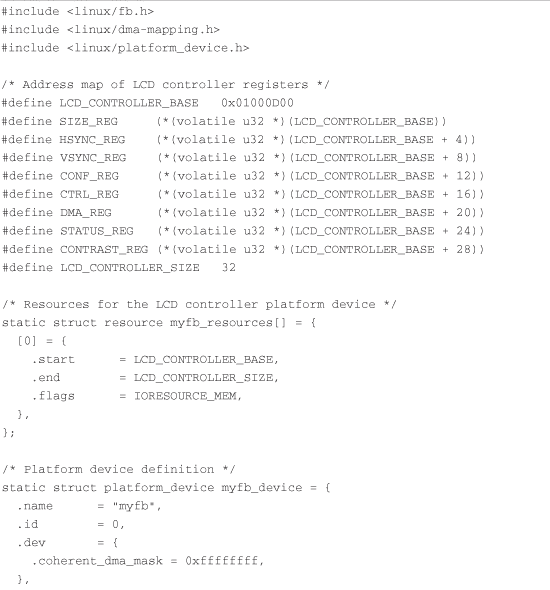 #include <linux/fb.h>
#include <linux/dma-mapping.h>
#include <linux/platform_device.h>

/* Address map of LCD controller registers */
#define LCD_CONTROLLER_BASE   0x01000D00
#define SIZE_REG     (*(volatile u32 *)(LCD_CONTROLLER_BASE))
#define HSYNC_REG    (*(volatile u32 *)(LCD_CONTROLLER_BASE + 4))
#define VSYNC_REG    (*(volatile u32 *)(LCD_CONTROLLER_BASE + 8))
#define CONF_REG     (*(volatile u32 *)(LCD_CONTROLLER_BASE + 12))
#define CTRL_REG     (*(volatile u32 *)(LCD_CONTROLLER_BASE + 16))
#define DMA_REG      (*(volatile u32 *)(LCD_CONTROLLER_BASE + 20))
#define STATUS_REG   (*(volatile u32 *)(LCD_CONTROLLER_BASE + 24))
#define CONTRAST_REG (*(volatile u32 *)(LCD_CONTROLLER_BASE + 28))
#define LCD_CONTROLLER_SIZE   32

/* Resources for the LCD controller platform device */
static struct resource myfb_resources[] = {
  [0] = {
    .start      = LCD_CONTROLLER_BASE,
    .end        = LCD_CONTROLLER_SIZE,
    .flags      = IORESOURCE_MEM,
  },
};

/* Platform device definition */
static struct platform_device myfb_device = {
  .name      = "myfb",
  .id        = 0,
  .dev       = {
    .coherent_dma_mask = 0xffffffff,
  },